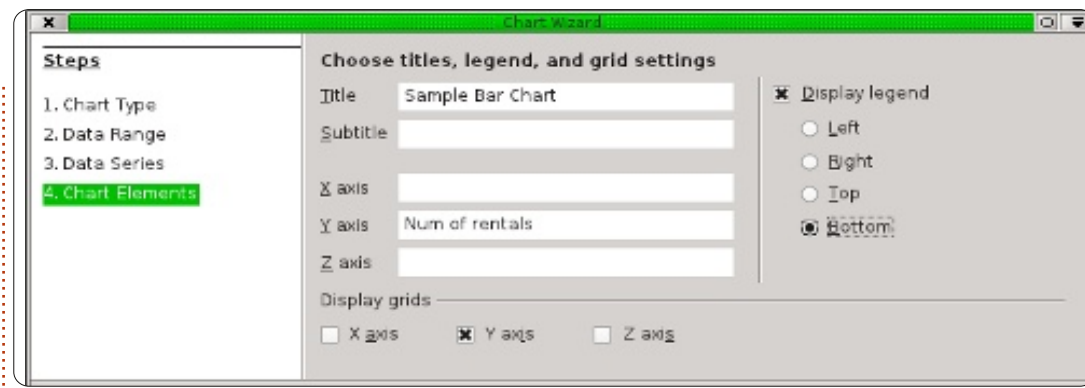 Chart Wizard
Steps
1. Chart Type
2. Data Range
3. Data Series
4. Chart Elements
Choose titles, legend, and grid settings
Title Sample Bar Chart
Subtitle
X axis
Y axis Num of rentals
Z axis
Display legend
Left
Right
Top
Bottom
Display grids
X axis Y axis Z axis